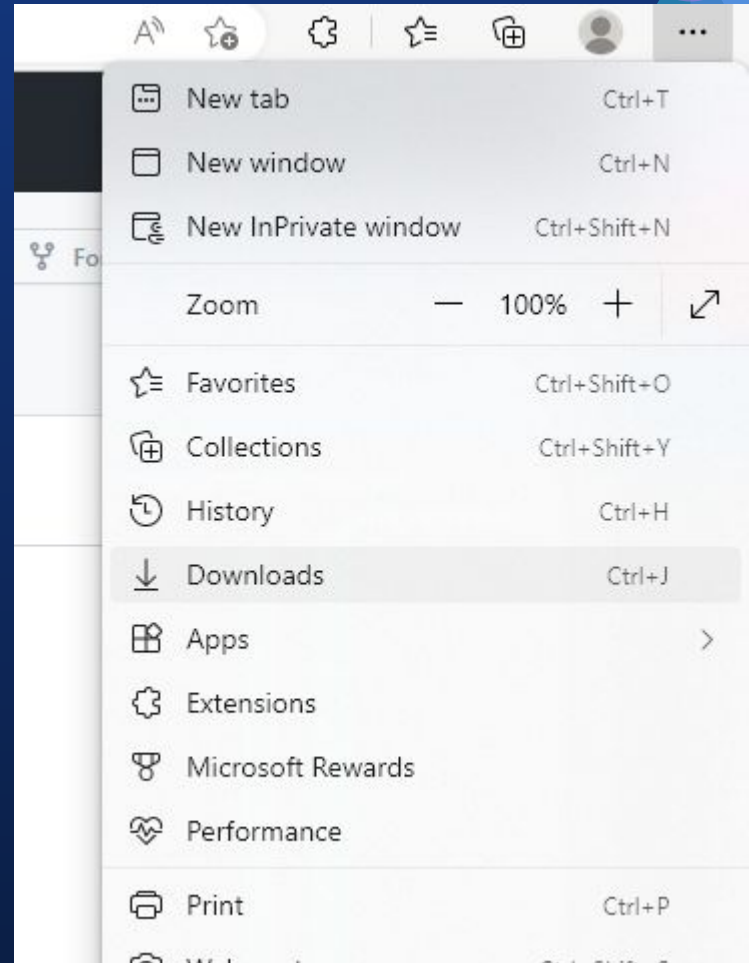 New tab Ctrl+T
New window Ctrl+N
New InPrivate window Ctrl+Shift+N
Zoom — 100% +
Favorites Ctrl+Shift+O
Collections Ctrl+Shift+Y
History Ctrl+H
Downloads Ctrl+J
Apps
Extensions
Microsoft Rewards
Performance
Print Ctrl+P